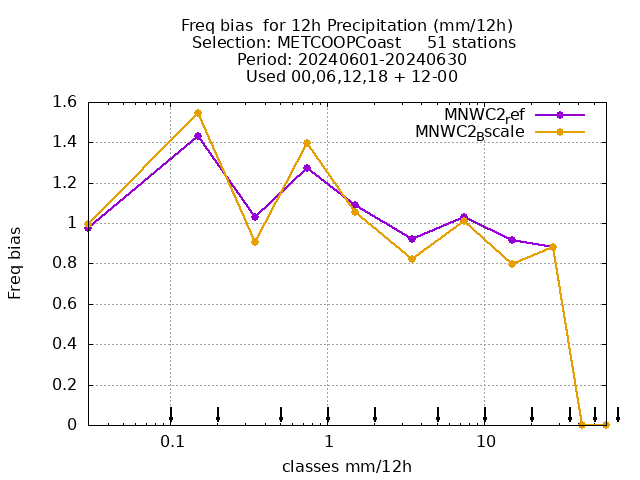 Freq bias  for 12h Precipitation (mm/12h)
Selection: METCOOPCoast     51 stations
Period: 20240601-20240630
Used 00,06,12,18 + 12-00
MNWC2ref
MNWC2Bscale
1.6
1.4
1.2
1
0.8
0.6
0.4
0.2
0
Freq bias
0.1 1 10
classes mm/12h